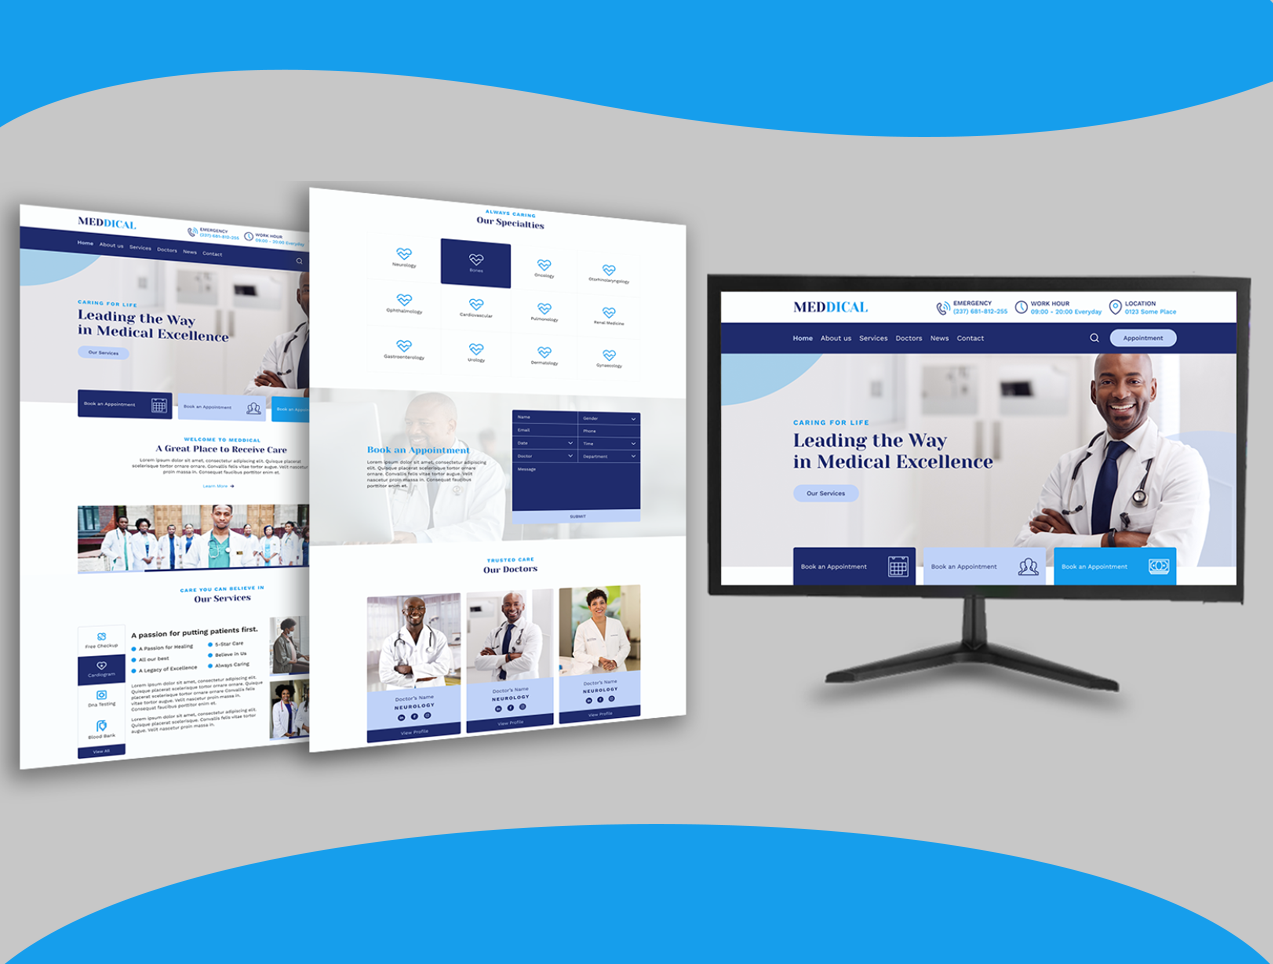 MEDDICAL
EMERGENCY
(237) 681-812-255
WORK HOUR
09:00 - 20:00 Everyday
Home About us Services Doctors News Contact
CARING FOR LIFE
Leading the Way
in Medical Excellence
Our Services
Book an Appointment
Book an Appointment
Book an Appoin
WELCOME TO MEDDICAL
A Great Place to Receive Care
Lorem ipsum dolor sit amet, consectetur adipiscing elit. Quisque placerat
scelerisque tortor ornare ornare. Convallis felis vitae tortor augue. Velit nascetur
proin massa in. Consequat faucibus porttitor enim et.
Learn More →
CARE YOU CAN BELIEVE IN
Our Services
Free Checkup
Cardiogram
Dna Testing
Blood Bank
View All
A passion for putting patients first.
A Passion for Healing
5-Star Care
All our best
Believe in Us
A Legacy of Excellence
Always Caring
Lorem ipsum dolor sit amet, consectetur adipiscing elit.
Quisque placerat scelerisque tortor ornare ornare.
Convallis felis vitae tortor augue. Velit nascetur
proin massa in. Consequat faucibus porttitor enim et.
Lorem ipsum dolor sit amet, consectetur adipiscing elit.
Quisque placerat scelerisque. Convallis felis vitae tortor
augue. Velit nascetur proin massa in.
ALWAYS CARING
Our Specialties
Neurology
Bones
Oncology
Otorhinolaryngology
Ophthalmology
Cardiovascular
Pulmonology
Renal Medicine
Gastroenterology
Urology
Dermatology
Gynaecology
Book an Appointment
Lorem ipsum dolor sit amet, consectetur adipiscing
elit. Quisque placerat scelerisque tortor ornare
ornare. Convallis felis vitae tortor augue. Velit
nascetur proin massa in. Consequat faucibus
porttitor enim et.
Name
Gender
Email
Phone
Date
Time
Doctor
Department
Message
SUBMIT
TRUSTED CARE
Our Doctors
Doctor's Name
NEUROLOGY
View Profile
Doctor's Name
NEUROLOGY
View Profile
Doctor's Name
NEUROLOGY
View Profile
MEDDICAL
EMERGENCY
(237) 681-812-255
WORK HOUR
09:00 - 20:00 Everyday
LOCATION
0123 Some Place
Home About us Services Doctors News Contact
Appointment
CARING FOR LIFE
Leading the Way
in Medical Excellence
Our Services
Book an Appointment
Book an Appointment
Book an Appointment